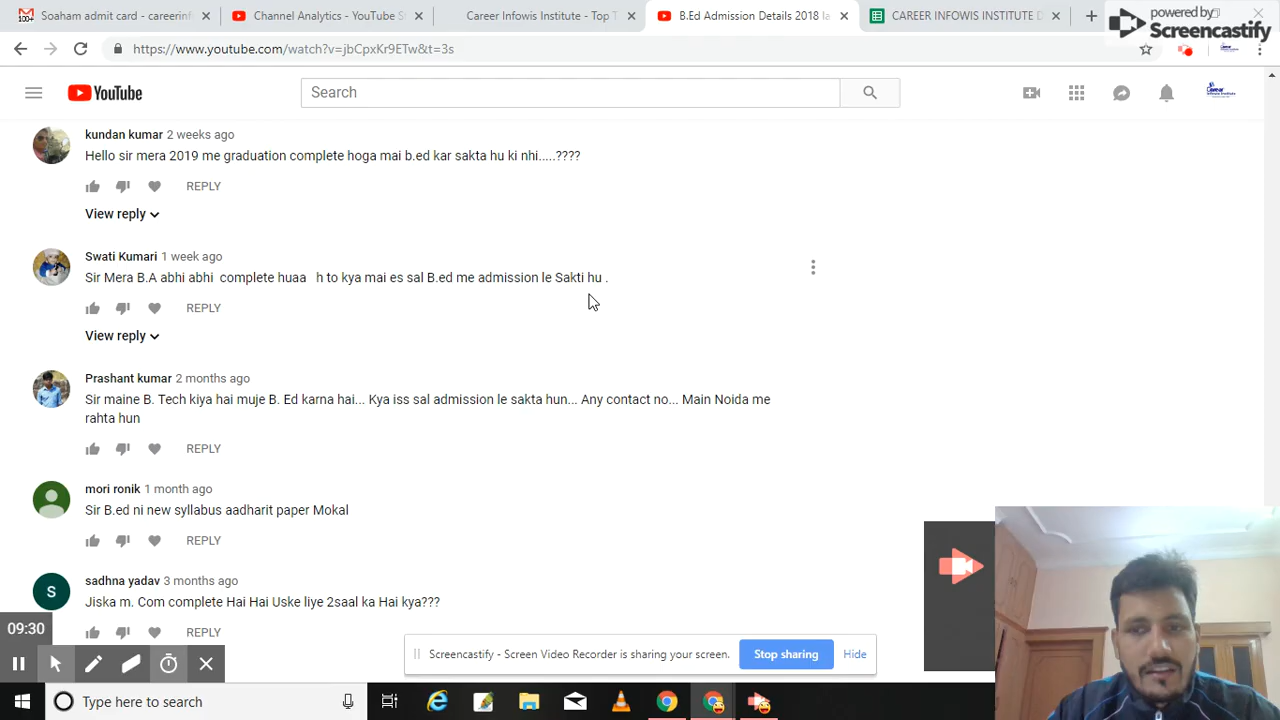 Soaham admit card - careerinf
Channel Analytics - YouTube
Career Infowis Institute - Top T
B.Ed Admission Details 2018 la
CAREER INFOWIS INSTITUTE D
powered by
Screencastify
https://www.youtube.com/watch?v=jbCpxKr9ETw&t=3s
YouTube
Search
kundan kumar 2 weeks ago
Hello sir mera 2019 me graduation complete hoga mai b.ed kar sakta hu ki nhi.....????
REPLY
View reply
Swati Kumari 1 week ago
Sir Mera B.A abhi abhi complete huaa h to kya mai es sal B.ed me admission le Sakti hu .
REPLY
View reply
Prashant kumar 2 months ago
Sir maine B. Tech kiya hai muje B. Ed karna hai... Kya iss sal admission le sakta hun... Any contact no... Main Noida me
rahta hun
REPLY
mori ronik 1 month ago
Sir B.ed ni new syllabus aadharit paper Mokal
REPLY
S
sadhna yadav 3 months ago
Jiska m. Com complete Hai Hai Uske liye 2saal ka Hai kya???
REPLY
09:30
Screencastify - Screen Video Recorder is sharing your screen.
Stop sharing
Hide
Type here to search